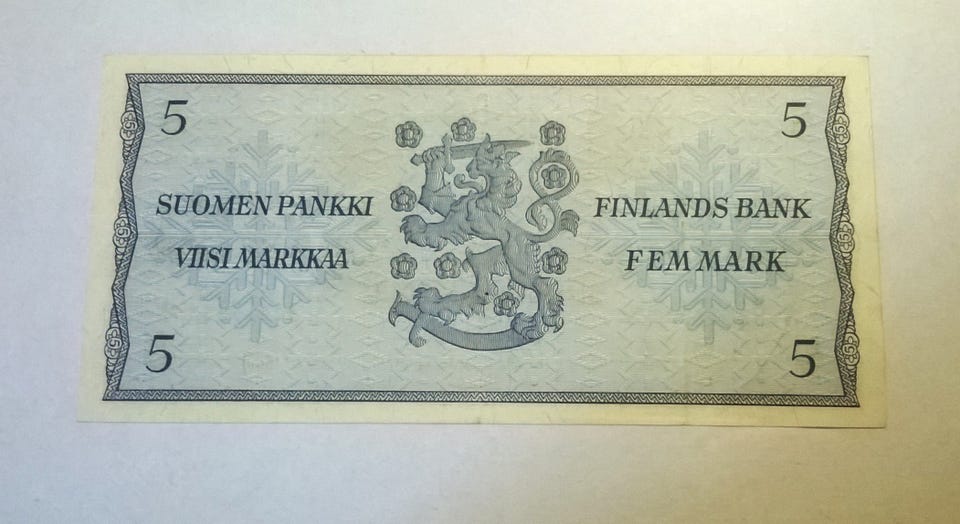 5
5
SUOMEN PANKKI
FINLANDS BANK
VIISI MARKKAA
FEM MARK
5
5